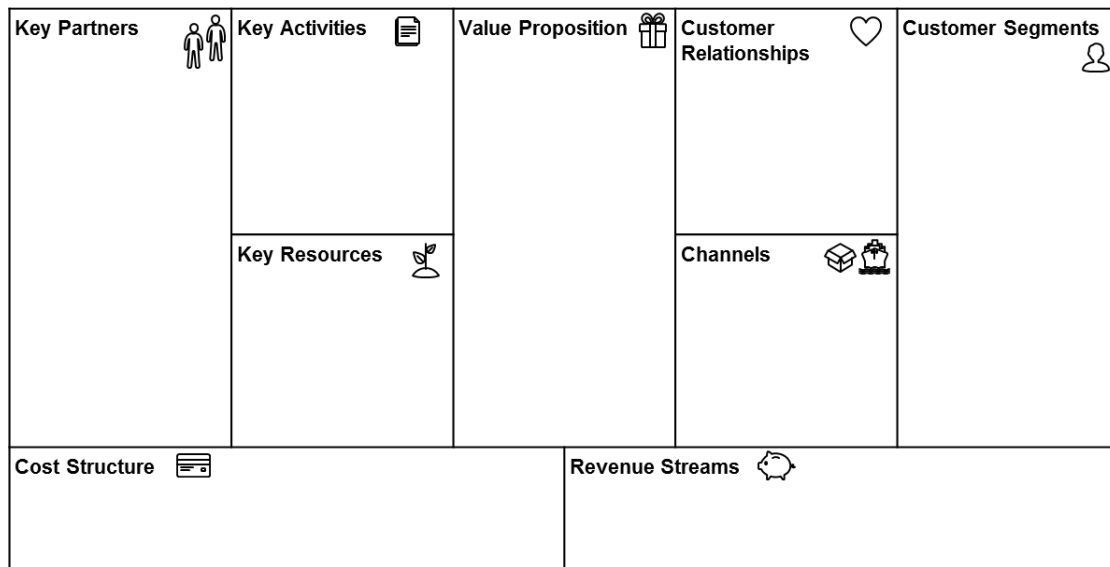 Key Partners
Key Activities
Value Proposition
Customer
Relationships
Customer Segments
Key Resources
Channels
Cost Structure
Revenue Streams